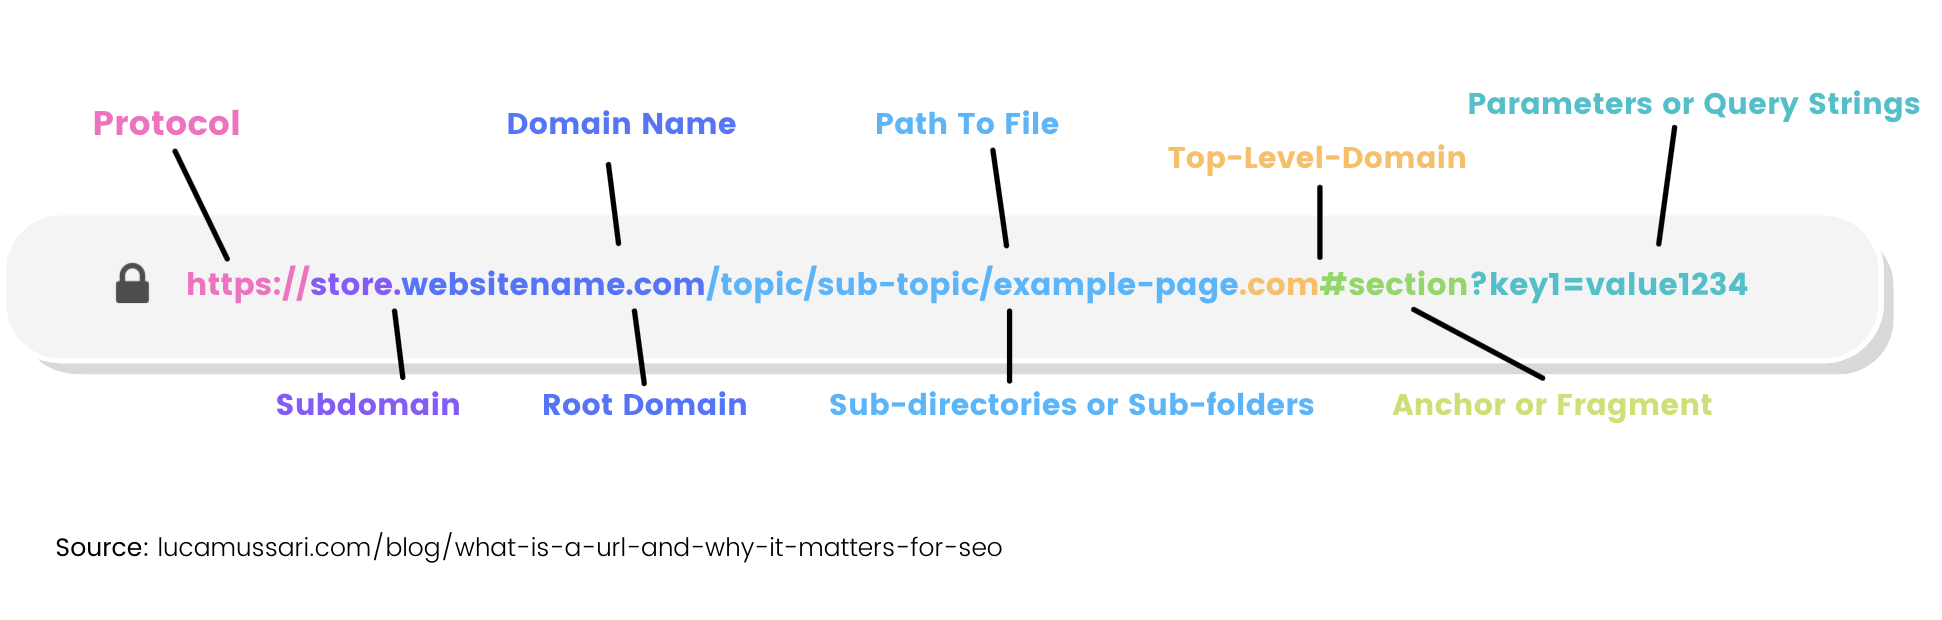 Parameters or Query Strings
Protocol
Domain Name
Path To File
Top-Level-Domain
https://store.websitename.com/topic/sub-topic/example-page.com#section?key1=value1234
Subdomain
Root Domain
Sub-directories or Sub-folders
Anchor or Fragment
Source: lucamussari.com/blog/what-is-a-url-and-why-it-matters-for-seo